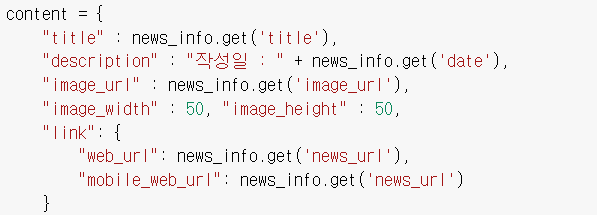 content = {
"title" : news_info.get('title'),
"description" : "작성일 : " + news_info.get('date'),
"image_url" : news_info.get('image_url'),
"image_width" : 50, "image_height" : 50,
"link": {
"web_url": news_info.get('news_url'),
"mobile_web_url": news_info.get('news_url')
}